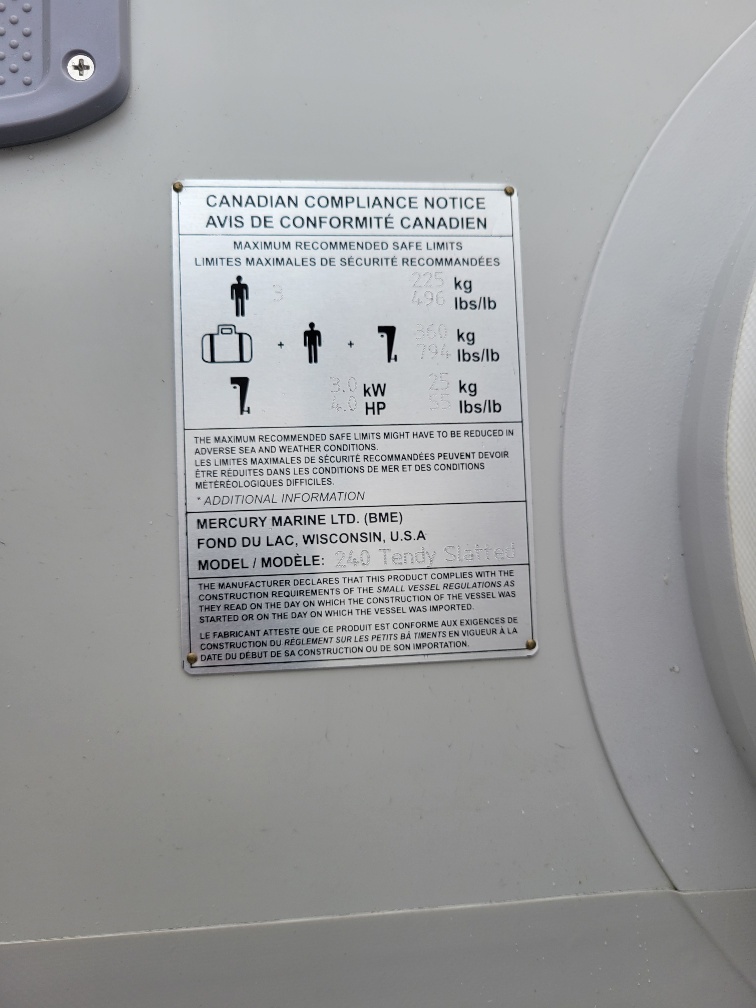 CANADIAN COMPLIANCE NOTICE
AVIS DE CONFORMITÉ CANADIEN
MAXIMUM RECOMMENDED SAFE LIMITS
LIMITES MAXIMALES DE SÉCURITÉ RECOMMANDÉES
3 225 kg
496 lbs/lb
+ + 360 kg
794 lbs/lb
3.0 kW 25 kg
4.0 HP 55 lbs/lb
THE MAXIMUM RECOMMENDED SAFE LIMITS MIGHT HAVE TO BE REDUCED IN
ADVERSE SEA AND WEATHER CONDITIONS.
LES LIMITES MAXIMALES DE SÉCURITÉ RECOMMANDÉES PEUVENT DEVOIR
ÊTRE RÉDUITES DANS LES CONDITIONS DE MER ET DES CONDITIONS
MÉTÉREOLOGIQUES DIFFICILES.
* ADDITIONAL INFORMATION
MERCURY MARINE LTD. (BME)
FOND DU LAC, WISCONSIN, U.S.A
MODEL / MODÈLE: 240 Tendy Slatted
THE MANUFACTURER DECLARES THAT THIS PRODUCT COMPLIES WITH THE
CONSTRUCTION REQUIREMENTS OF THE SMALL VESSEL REGULATIONS AS
THEY READ ON THE DAY ON WHICH THE CONSTRUCTION OF THE VESSEL WAS
STARTED OR ON THE DAY ON WHICH THE VESSEL WAS IMPORTED.
LE FABRICANT ATTESTE QUE CE PRODUIT EST CONFORME AUX EXIGENCES DE
CONSTRUCTION DU RÉGLEMENT SUR LES PETITS BÂ TIMENTS EN VIGUEUR À LA
DATE DU DÉBUT DE SA CONSTRUCTION OU DE SON IMPORTATION.